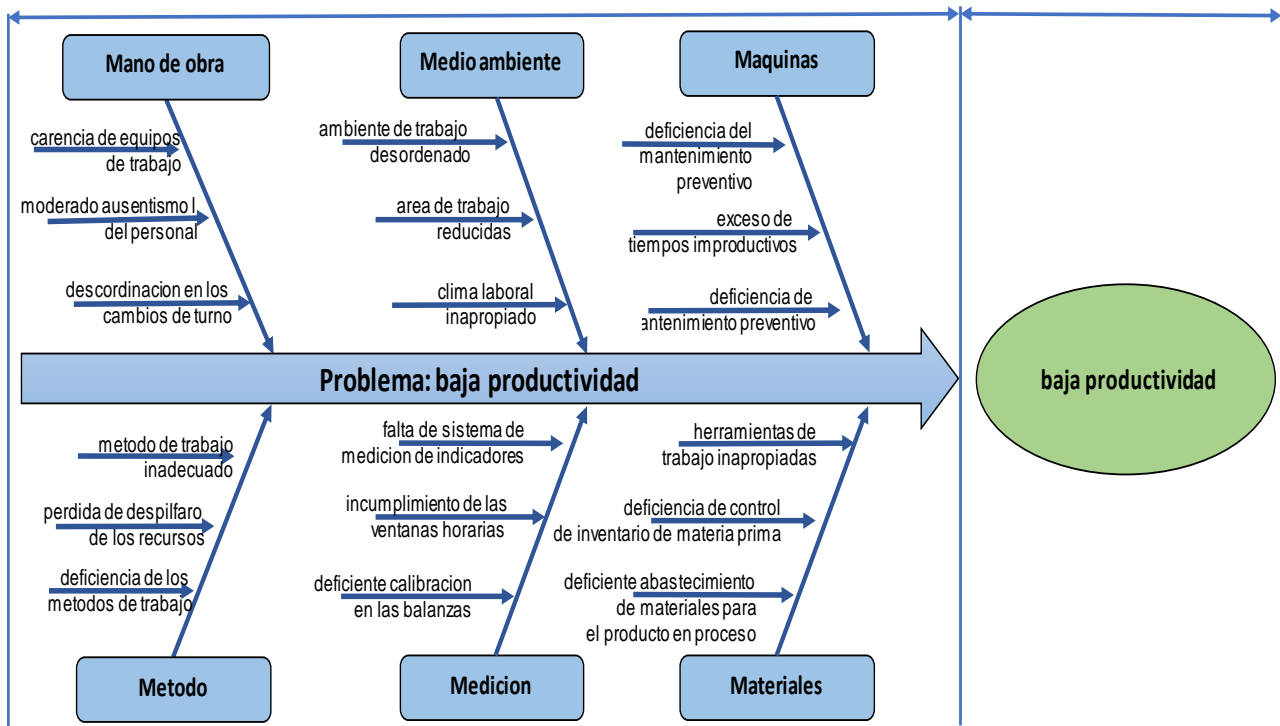 Mano de obra
carencia de equipos
de trabajo
moderado ausentismo l
del personal
descordinacion en los
cambios de turno
Medio ambiente
ambiente de trabajo
desordenado
area de trabajo
reducidas
clima laboral
inapropiado
Maquinas
deficiencia del
mantenimiento
preventivo
exceso de
tiempos improductivos
deficiencia de
antenimiento preventivo
Problema: baja productividad
baja productividad
metodo de trabajo
inadecuado
perdida de despilfaro
de los recursos
deficiencia de los
metodos de trabajo
Metodo
falta de sistema de
medicion de indicadores
incumplimiento de las
ventanas horarias
deficiente calibracion
en las balanzas
Medicion
herramientas de
trabajo inapropiadas
deficiencia de control
de inventario de materia prima
deficiente abastecimiento
de materiales para
el producto en proceso
Materiales